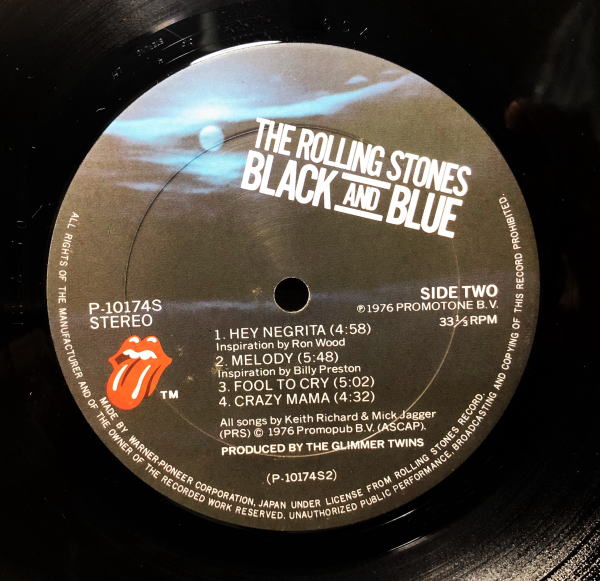 THE ROLLING STONES
BLACK AND BLUE
P-10174S
STEREO
SIDE TWO
℗1976 PROMOTONE B.V.
33⅓RPM
1. HEY NEGRITA (4:58)
Inspiration by Ron Wood
2. MELODY (5:48)
Inspiration by Billy Preston
3. FOOL TO CRY (5:02)
4. CRAZY MAMA (4:32)
TM
All songs by Keith Richard & Mick Jagger
(PRS) © 1976 Promopub B.V. (ASCAP).
PRODUCED BY THE GLIMMER TWINS
(P-10174S2)
MADE BY WARNER-PIONEER CORPORATION, JAPAN UNDER LICENSE FROM ROLLING STONES RECORD.
ALL RIGHTS OF THE MANUFACTURER AND OF THE OWNER OF THE RECORDED WORK RESERVED. UNAUTHORIZED PUBLIC PERFORMANCE, BROADCASTING AND COPYING OF THIS RECORD PROHIBITED.